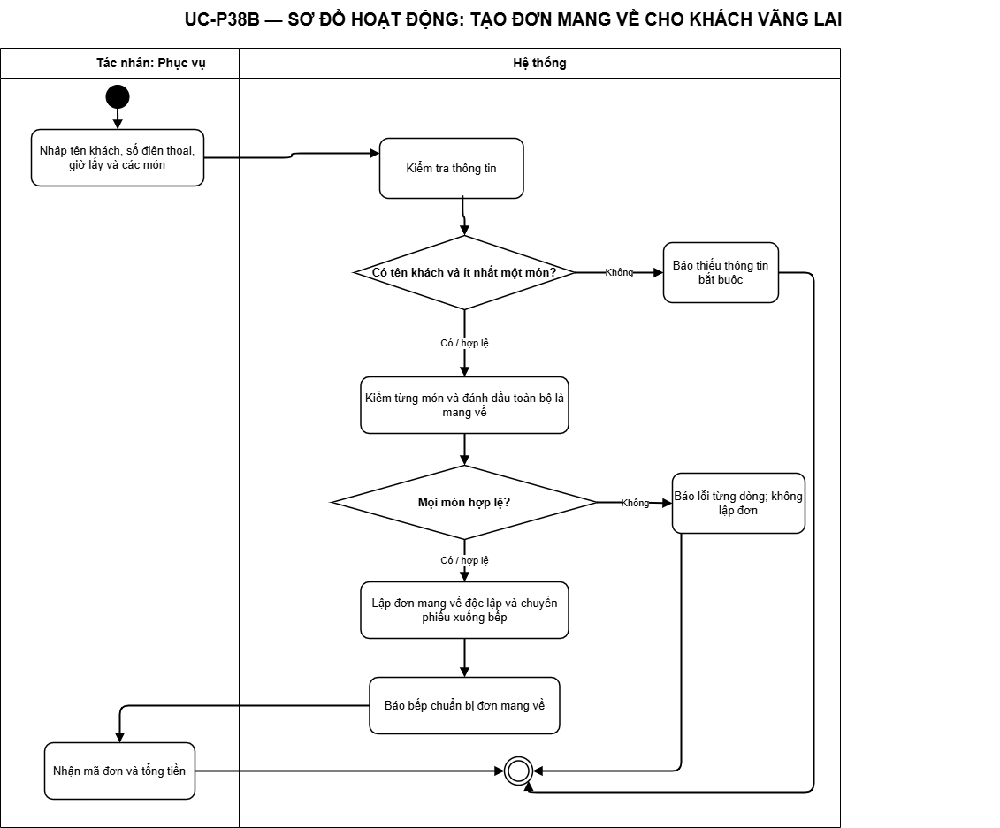 UC-P38B — SƠ ĐỒ HOẠT ĐỘNG: TẠO ĐƠN MANG VỀ CHO KHÁCH VÃNG LAI
Tác nhân: Phục vụ
Hệ thống
Nhập tên khách, số điện thoại,
giờ lấy và các món
Kiểm tra thông tin
Có tên khách và ít nhất một món?
Không
Báo thiếu thông tin
bắt buộc
Có / hợp lệ
Kiểm từng món và đánh dấu toàn bộ là
mang về
Mọi món hợp lệ?
Không
Báo lỗi từng dòng; không
lập đơn
Có / hợp lệ
Lập đơn mang về độc lập và chuyển
phiếu xuống bếp
Báo bếp chuẩn bị đơn mang về
Nhận mã đơn và tổng tiền